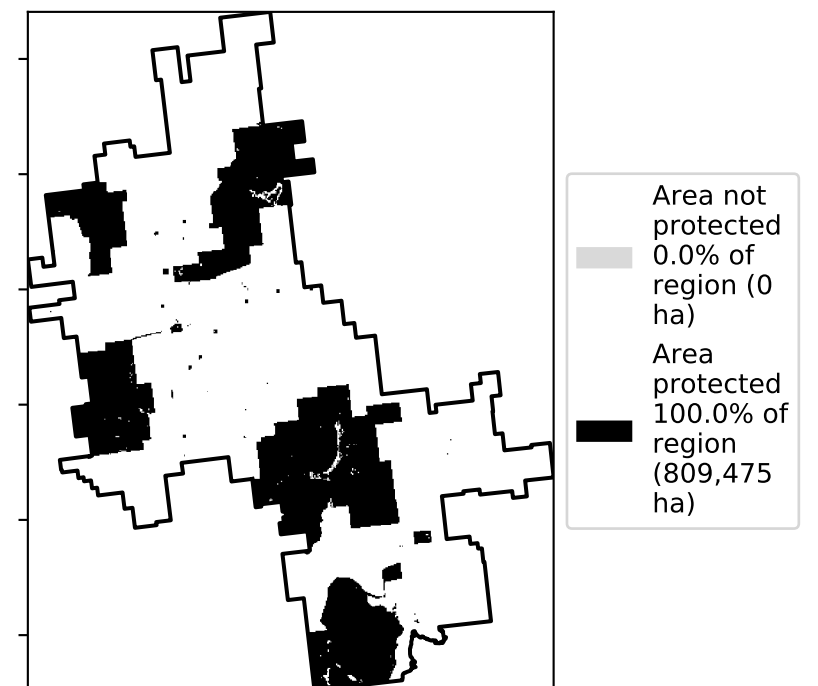 Area not
protected
0.0% of
region (0
ha)
Area
protected
100.0% of
region
(809,475
ha)